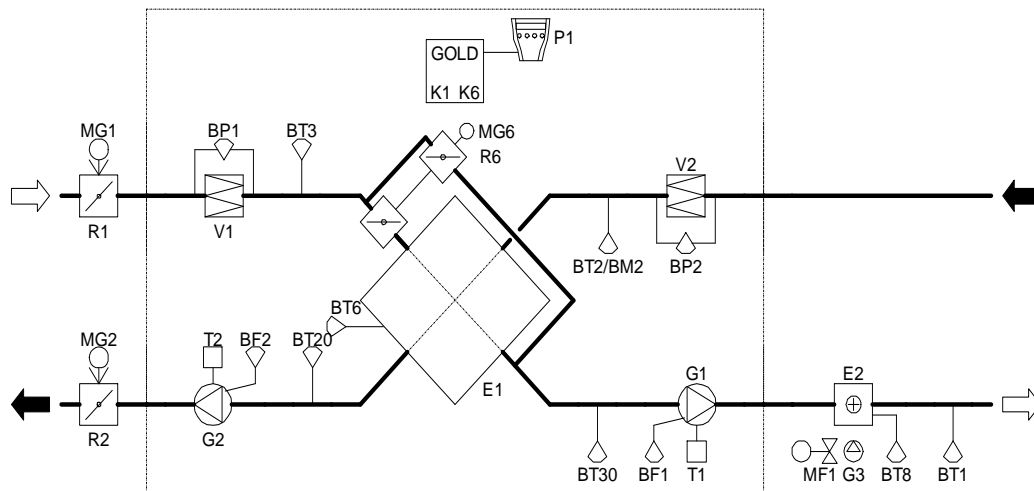 P1
GOLD
K1 K6
MG1
BP1
BT3
MG6
R6
V2
R1
V1
BT2/BM2
BP2
BT6
MG2
T2
BF2
BT20
E1
G1
E2
R2
G2
BT30
BF1
T1
MF1
G3
BT8
BT1